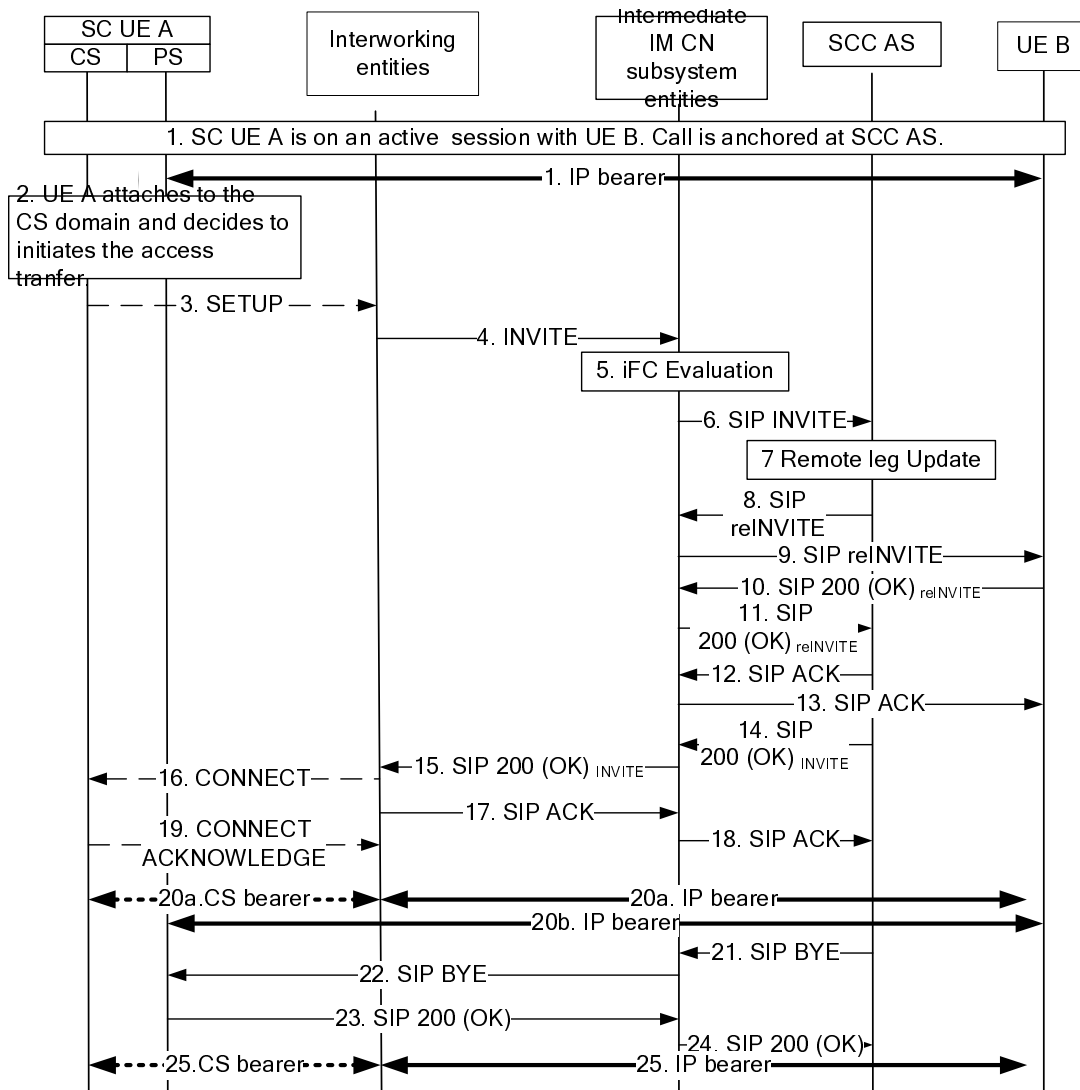 SC UE A
CS
PS
Interworking
entities
Intermediate
IM CN
subsystem
entities
SCC AS
UE B
1. SC UE A is on an active session with UE B. Call is anchored at SCC AS.
1. IP bearer
2. UE A attaches to the
CS domain and decides to
initiates the access
tranfer.
3. SETUP
4. INVITE
5. iFC Evaluation
6. SIP INVITE
7 Remote leg Update
8. SIP
reINVITE
9. SIP reINVITE
10. SIP 200 (OK) reINVITE
11. SIP
200 (OK) reINVITE
12. SIP ACK
13. SIP ACK
14. SIP
200 (OK) INVITE
15. SIP 200 (OK) INVITE
16. CONNECT
17. SIP ACK
18. SIP ACK
19. CONNECT
ACKNOWLEDGE
20a.CS bearer
20a. IP bearer
20b. IP bearer
21. SIP BYE
22. SIP BYE
23. SIP 200 (OK)
24. SIP 200 (OK)
25.CS bearer
25. IP bearer